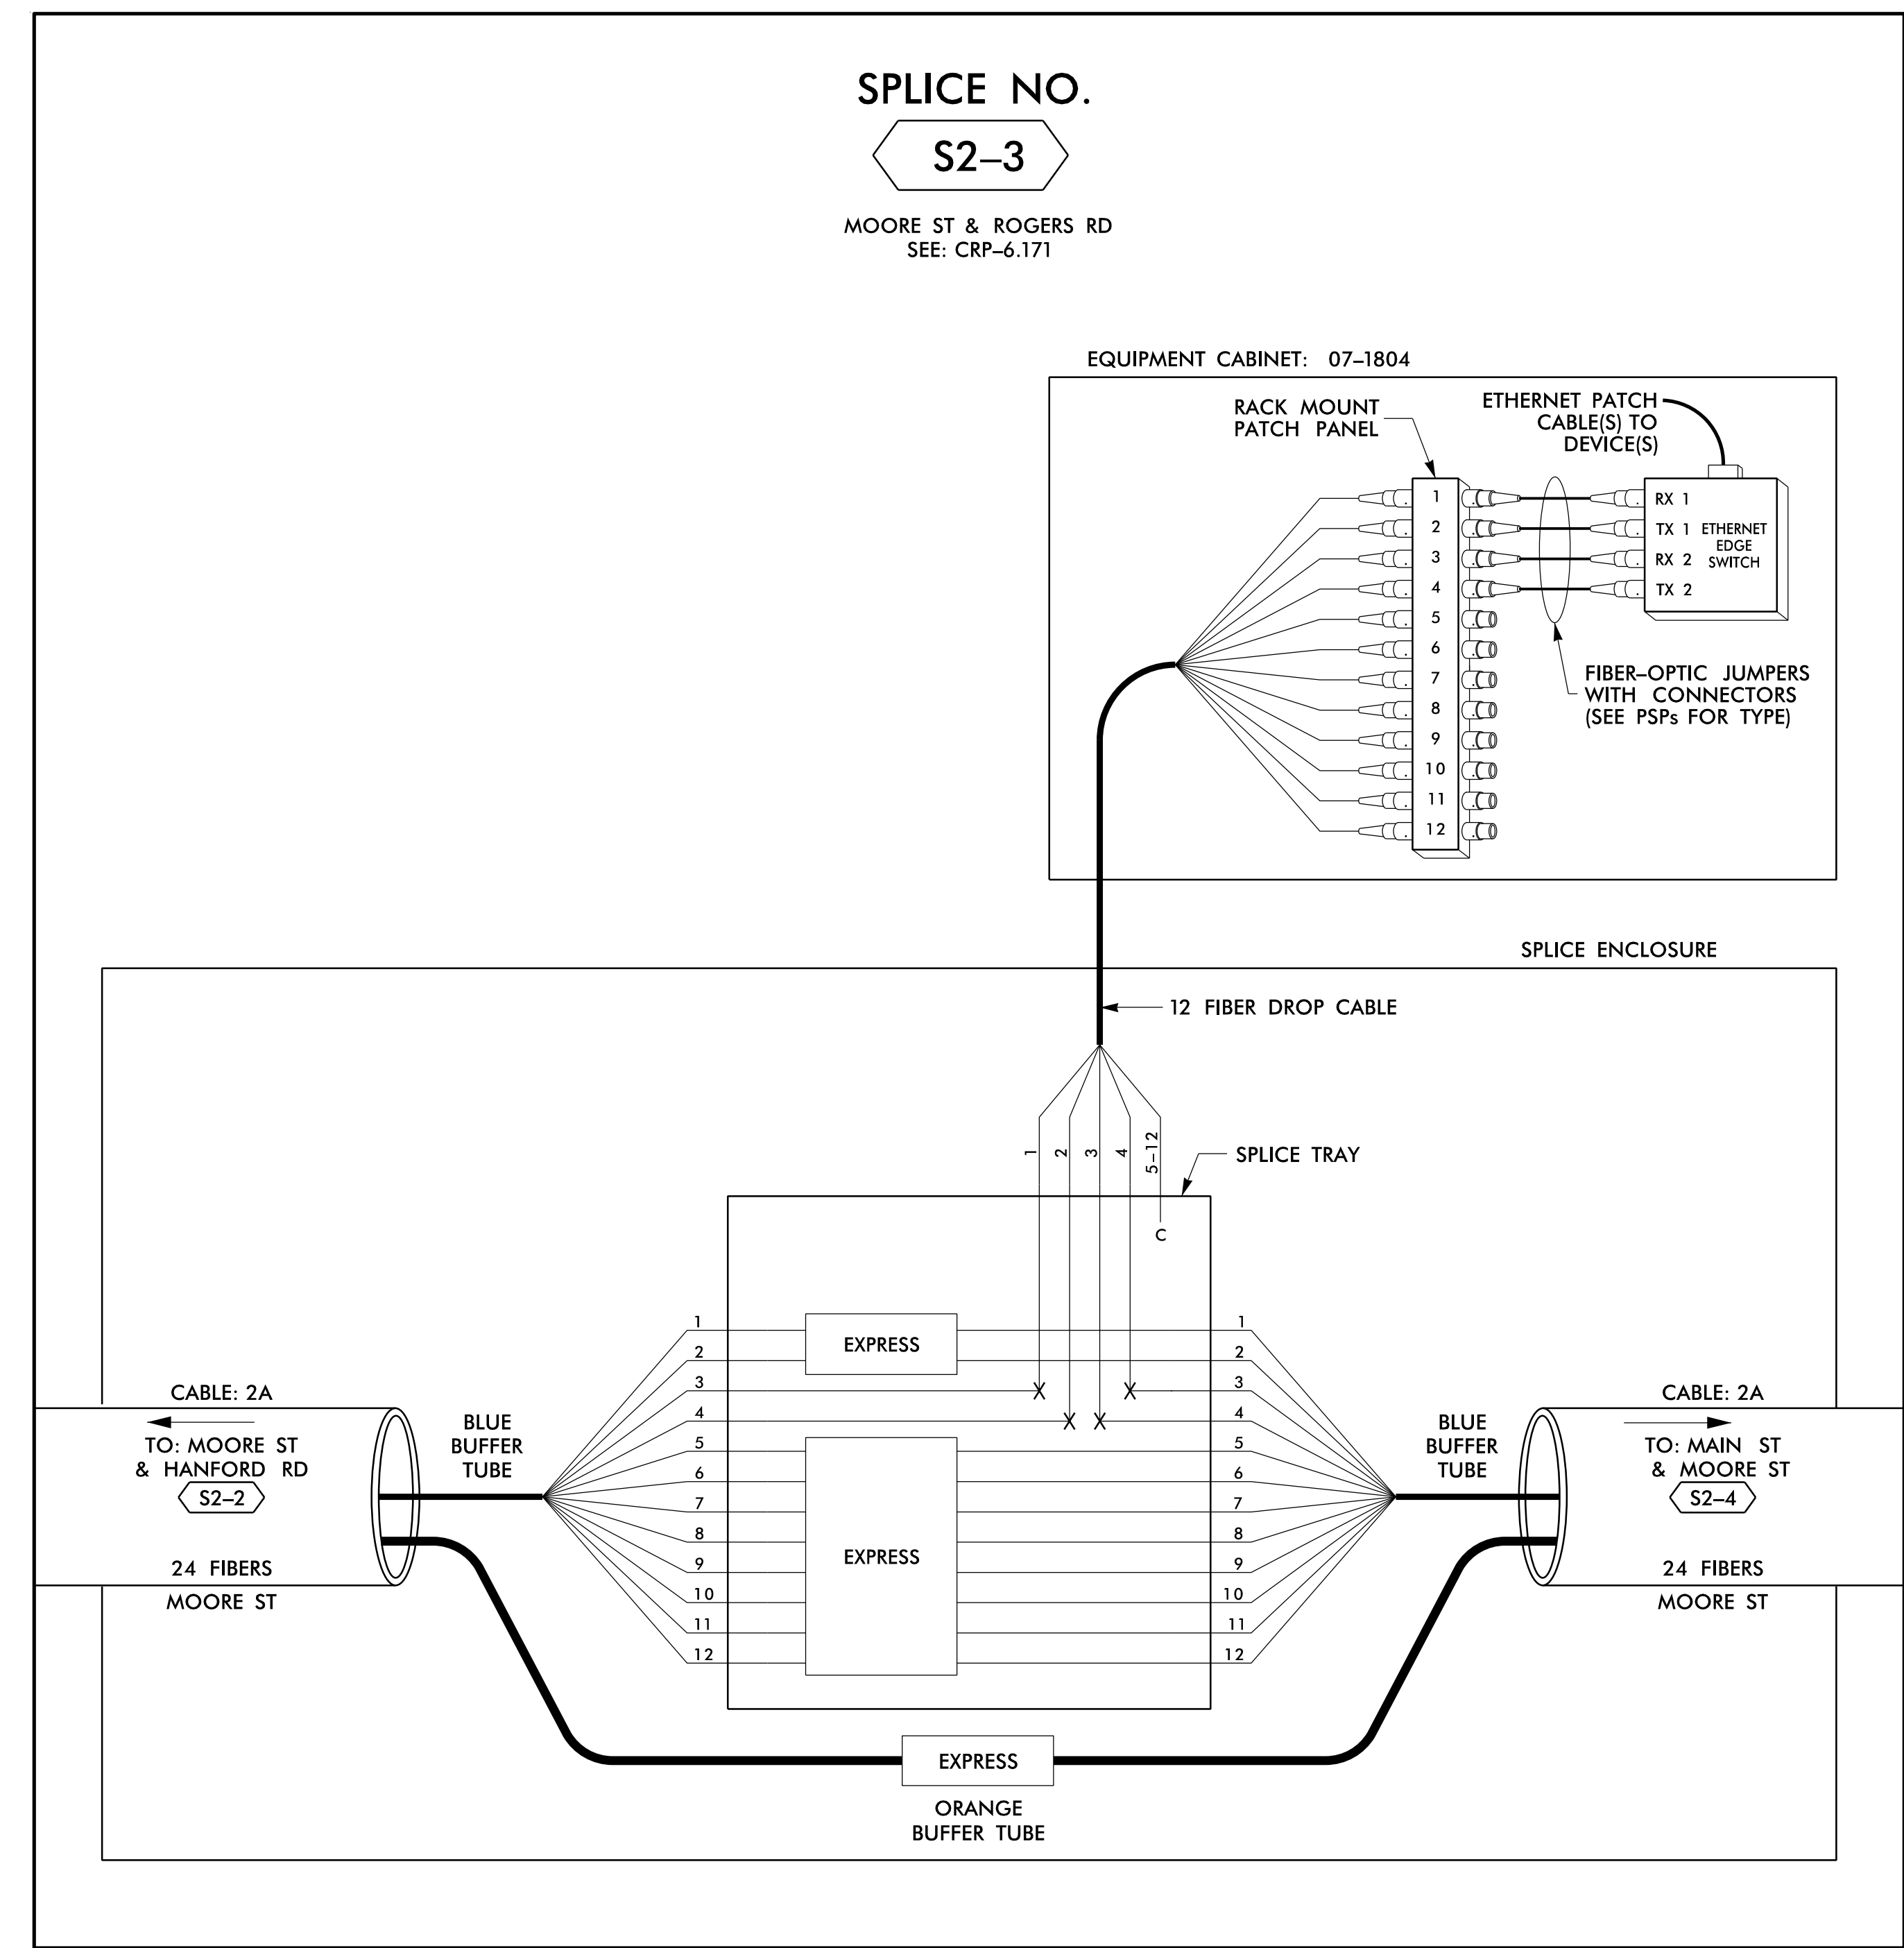 SPLICE NO.
S2–3
MOORE ST & ROGERS RD
SEE: CRP–6.171
EQUIPMENT CABINET: 07–1804
RACK MOUNT
PATCH PANEL
ETHERNET PATCH
CABLE(S) TO
DEVICE(S)
1
2
3
4
5
6
7
8
9
10
11
12
RX 1
TX 1
RX 2
TX 2
ETHERNET
EDGE
SWITCH
FIBER–OPTIC JUMPERS
WITH CONNECTORS
(SEE PSPs FOR TYPE)
SPLICE ENCLOSURE
12 FIBER DROP CABLE
1
2
3
4
5–12
SPLICE TRAY
C
CABLE: 2A
TO: MOORE ST
& HANFORD RD
S2–2
24 FIBERS
MOORE ST
BLUE
BUFFER
TUBE
1
2
3
4
5
6
7
8
9
10
11
12
EXPRESS
EXPRESS
1
2
3
4
5
6
7
8
9
10
11
12
BLUE
BUFFER
TUBE
CABLE: 2A
TO: MAIN ST
& MOORE ST
S2–4
24 FIBERS
MOORE ST
EXPRESS
ORANGE
BUFFER TUBE